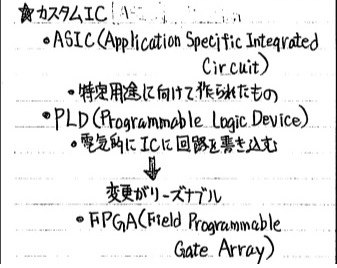 ★カスタムIC
•ASIC(Application Specific Integrated
Circuit)
•特定用途に向けて作られたもの
•PLD(Programmable Logic Device)
•電気的にICに回路を書き込む
⇓
変更がリーズナブル
•FPGA(Field Programmable
Gate Array)